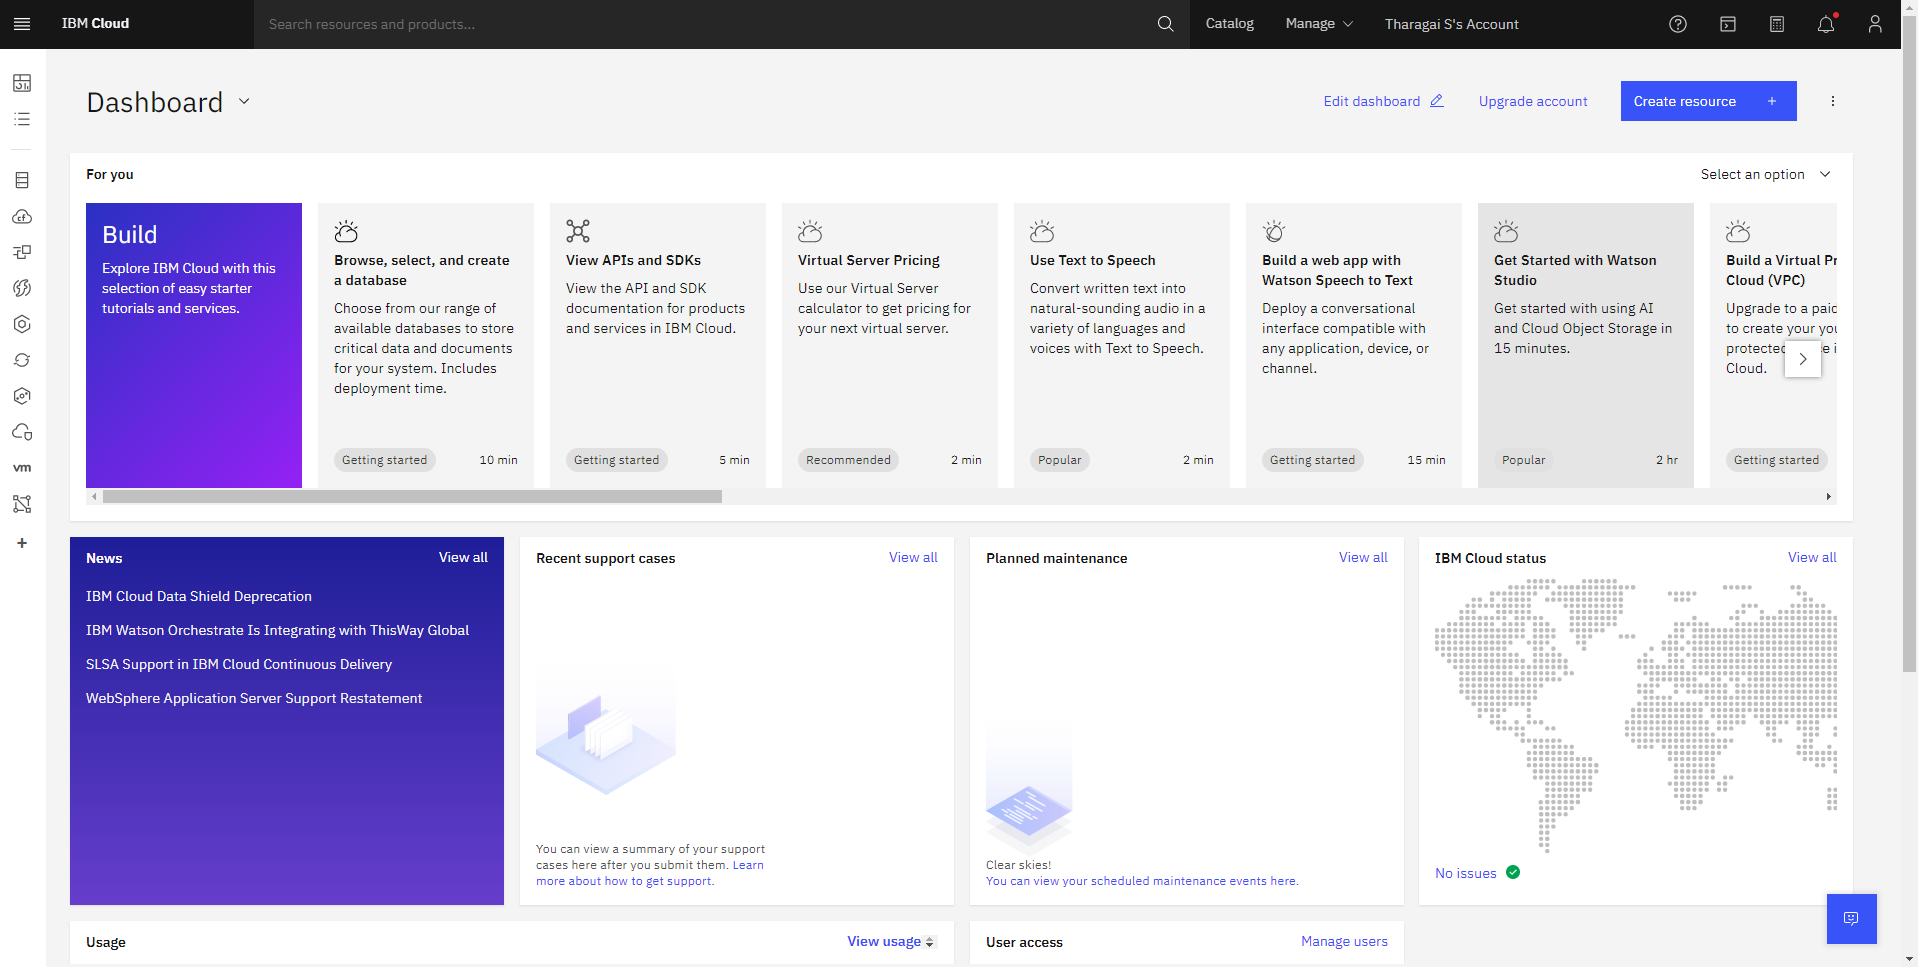 IBM Cloud
Search resources and products...
Catalog
Manage
Tharagai S's Account
Dashboard
Edit dashboard
Upgrade account
Create resource +
For you
Select an option
Build
Explore IBM Cloud with this
selection of easy starter
tutorials and services.
Browse, select, and create
a database
Choose from our range of
available databases to store
critical data and documents
for your system. Includes
deployment time.
Getting started
10 min
View APIs and SDKs
View the API and SDK
documentation for products
and services in IBM Cloud.
Getting started
5 min
Virtual Server Pricing
Use our Virtual Server
calculator to get pricing for
your next virtual server.
Recommended
2 min
Use Text to Speech
Convert written text into
natural-sounding audio in a
variety of languages and
voices with Text to Speech.
Popular
2 min
Build a web app with
Watson Speech to Text
Deploy a conversational
interface compatible with
any application, device, or
channel.
Getting started
15 min
Get Started with Watson
Studio
Get started with using AI
and Cloud Object Storage in
15 minutes.
Popular
2 hr
Build a Virtual Pr
Cloud (VPC)
Upgrade to a paid
to create your you
protected
Cloud.
Getting started
cf
vm
+
News
View all
IBM Cloud Data Shield Deprecation
IBM Watson Orchestrate Is Integrating with ThisWay Global
SLSA Support in IBM Cloud Continuous Delivery
WebSphere Application Server Support Restatement
Recent support cases
View all
You can view a summary of your support
cases here after you submit them. Learn
more about how to get support.
Planned maintenance
View all
Clear skies!
You can view your scheduled maintenance events here.
IBM Cloud status
View all
No issues
Usage
View usage
User access
Manage users